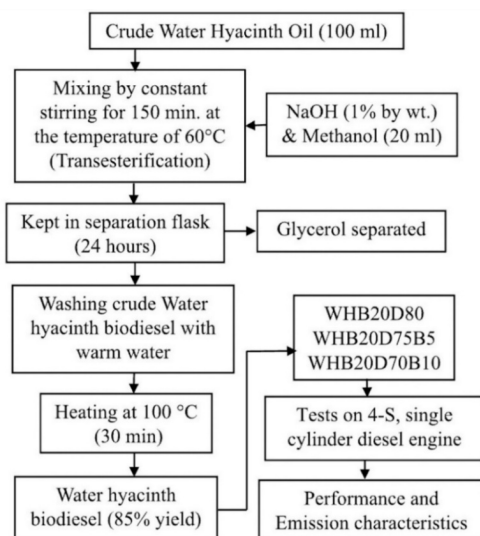 Crude Water Hyacinth Oil (100 ml)
Mixing by constant
stirring for 150 min. at
the temperature of 60°C
(Transesterification)
NaOH (1% by wt.)
& Methanol (20 ml)
Kept in separation flask
(24 hours)
Glycerol separated
Washing crude Water
hyacinth biodiesel with
warm water
Heating at 100 °C
(30 min)
Water hyacinth
biodiesel (85% yield)
WHB20D80
WHB20D75B5
WHB20D70B10
Tests on 4-S, single
cylinder diesel engine
Performance and
Emission characteristics